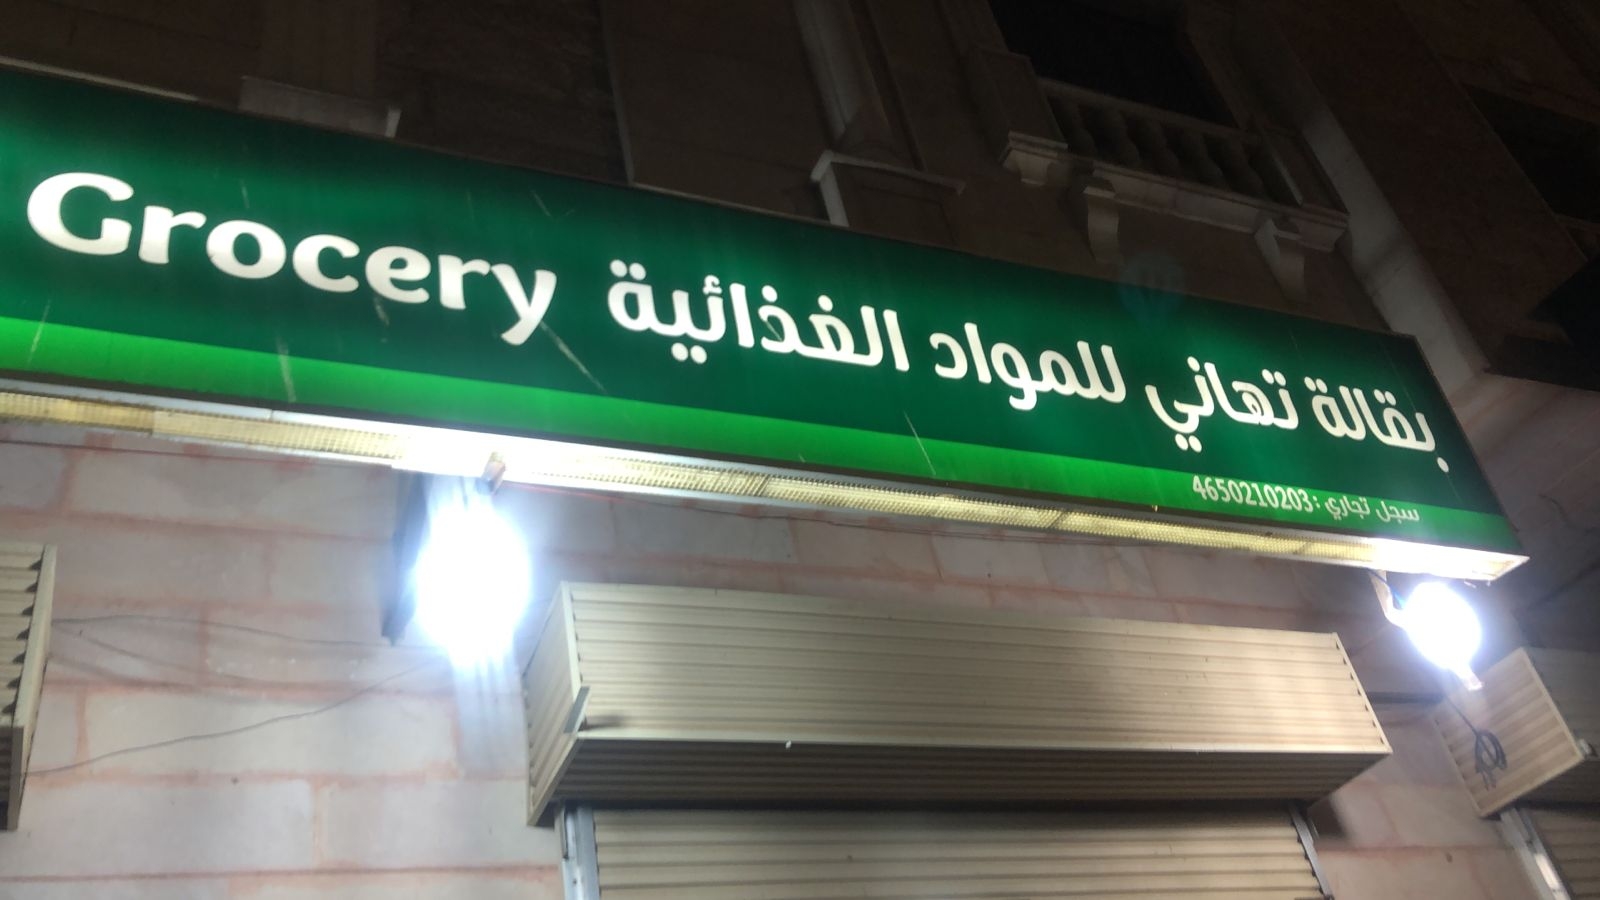 بقالة تهاني للمواد الغذائية Grocery
سجل تجاري : 4650210203